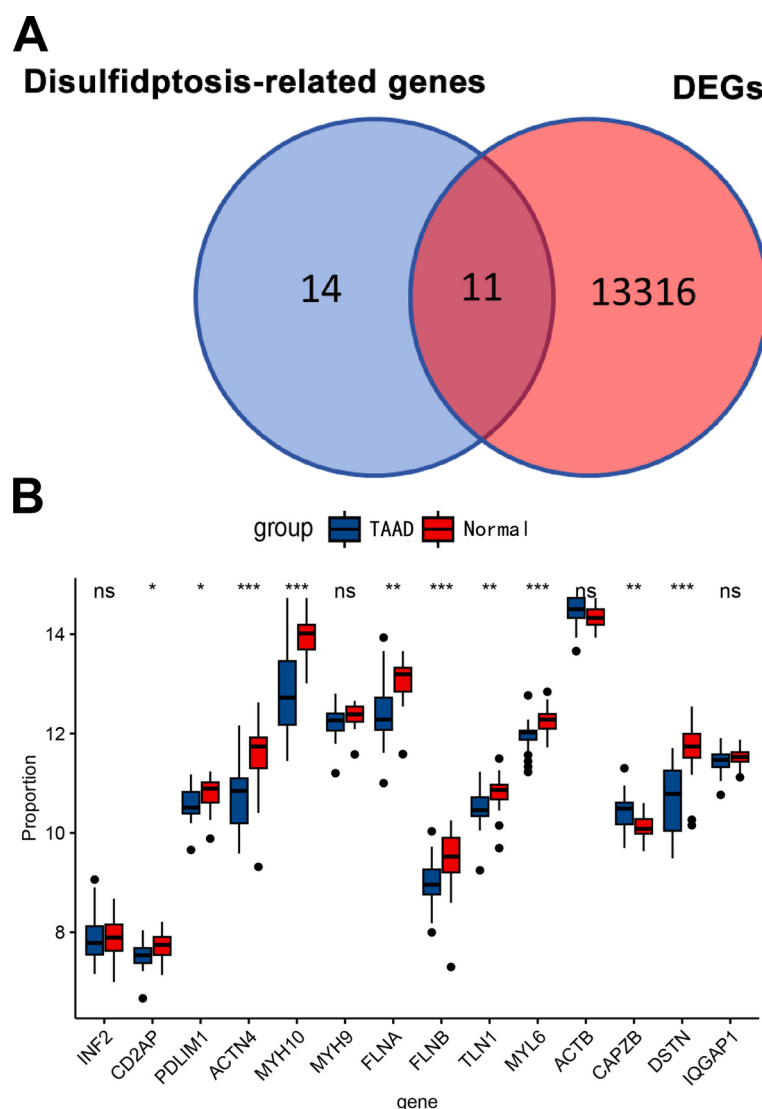 A
Disulfidptosis-related genes
DEGs
14
11
13316
B
group TAAD Normal
ns * * *** *** ns ** *** ** *** ns ** *** ns
14
12
10
8
Proportion
INF2 CD2AP PDLIM1 ACTN4 MYH10 MYH9 FLNA FLNB TLN1 MYL6 ACTB CAPZB DSTN IQGAP1
gene